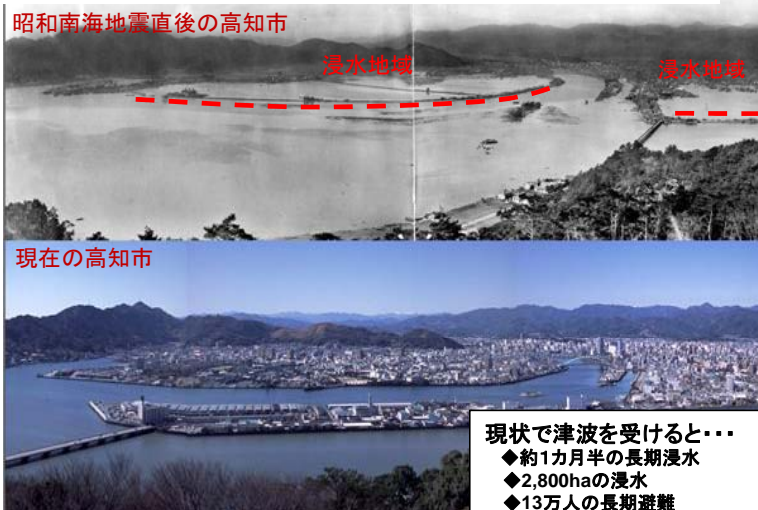 昭和南海地震直後の高知市
浸水地域
浸水地域
現在の高知市
現状で津波を受けると･･･
◆約1カ月半の長期浸水
◆2,800haの浸水
◆13万人の長期避難